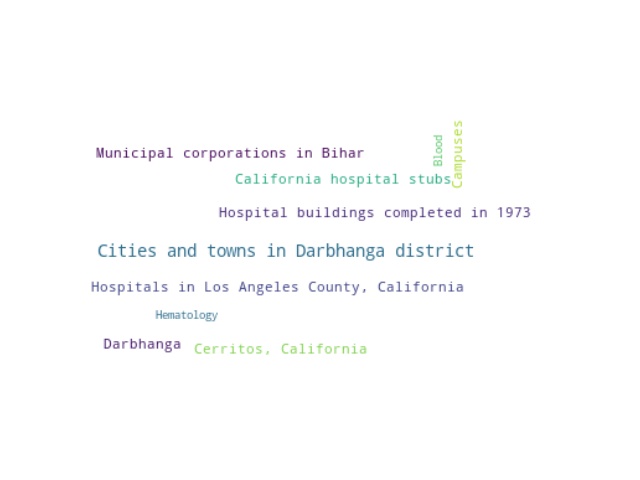 Blood
Campuses
Municipal corporations in Bihar
California hospital stubs
Hospital buildings completed in 1973
Cities and towns in Darbhanga district
Hospitals in Los Angeles County, California
Hematology
Darbhanga
Cerritos, California